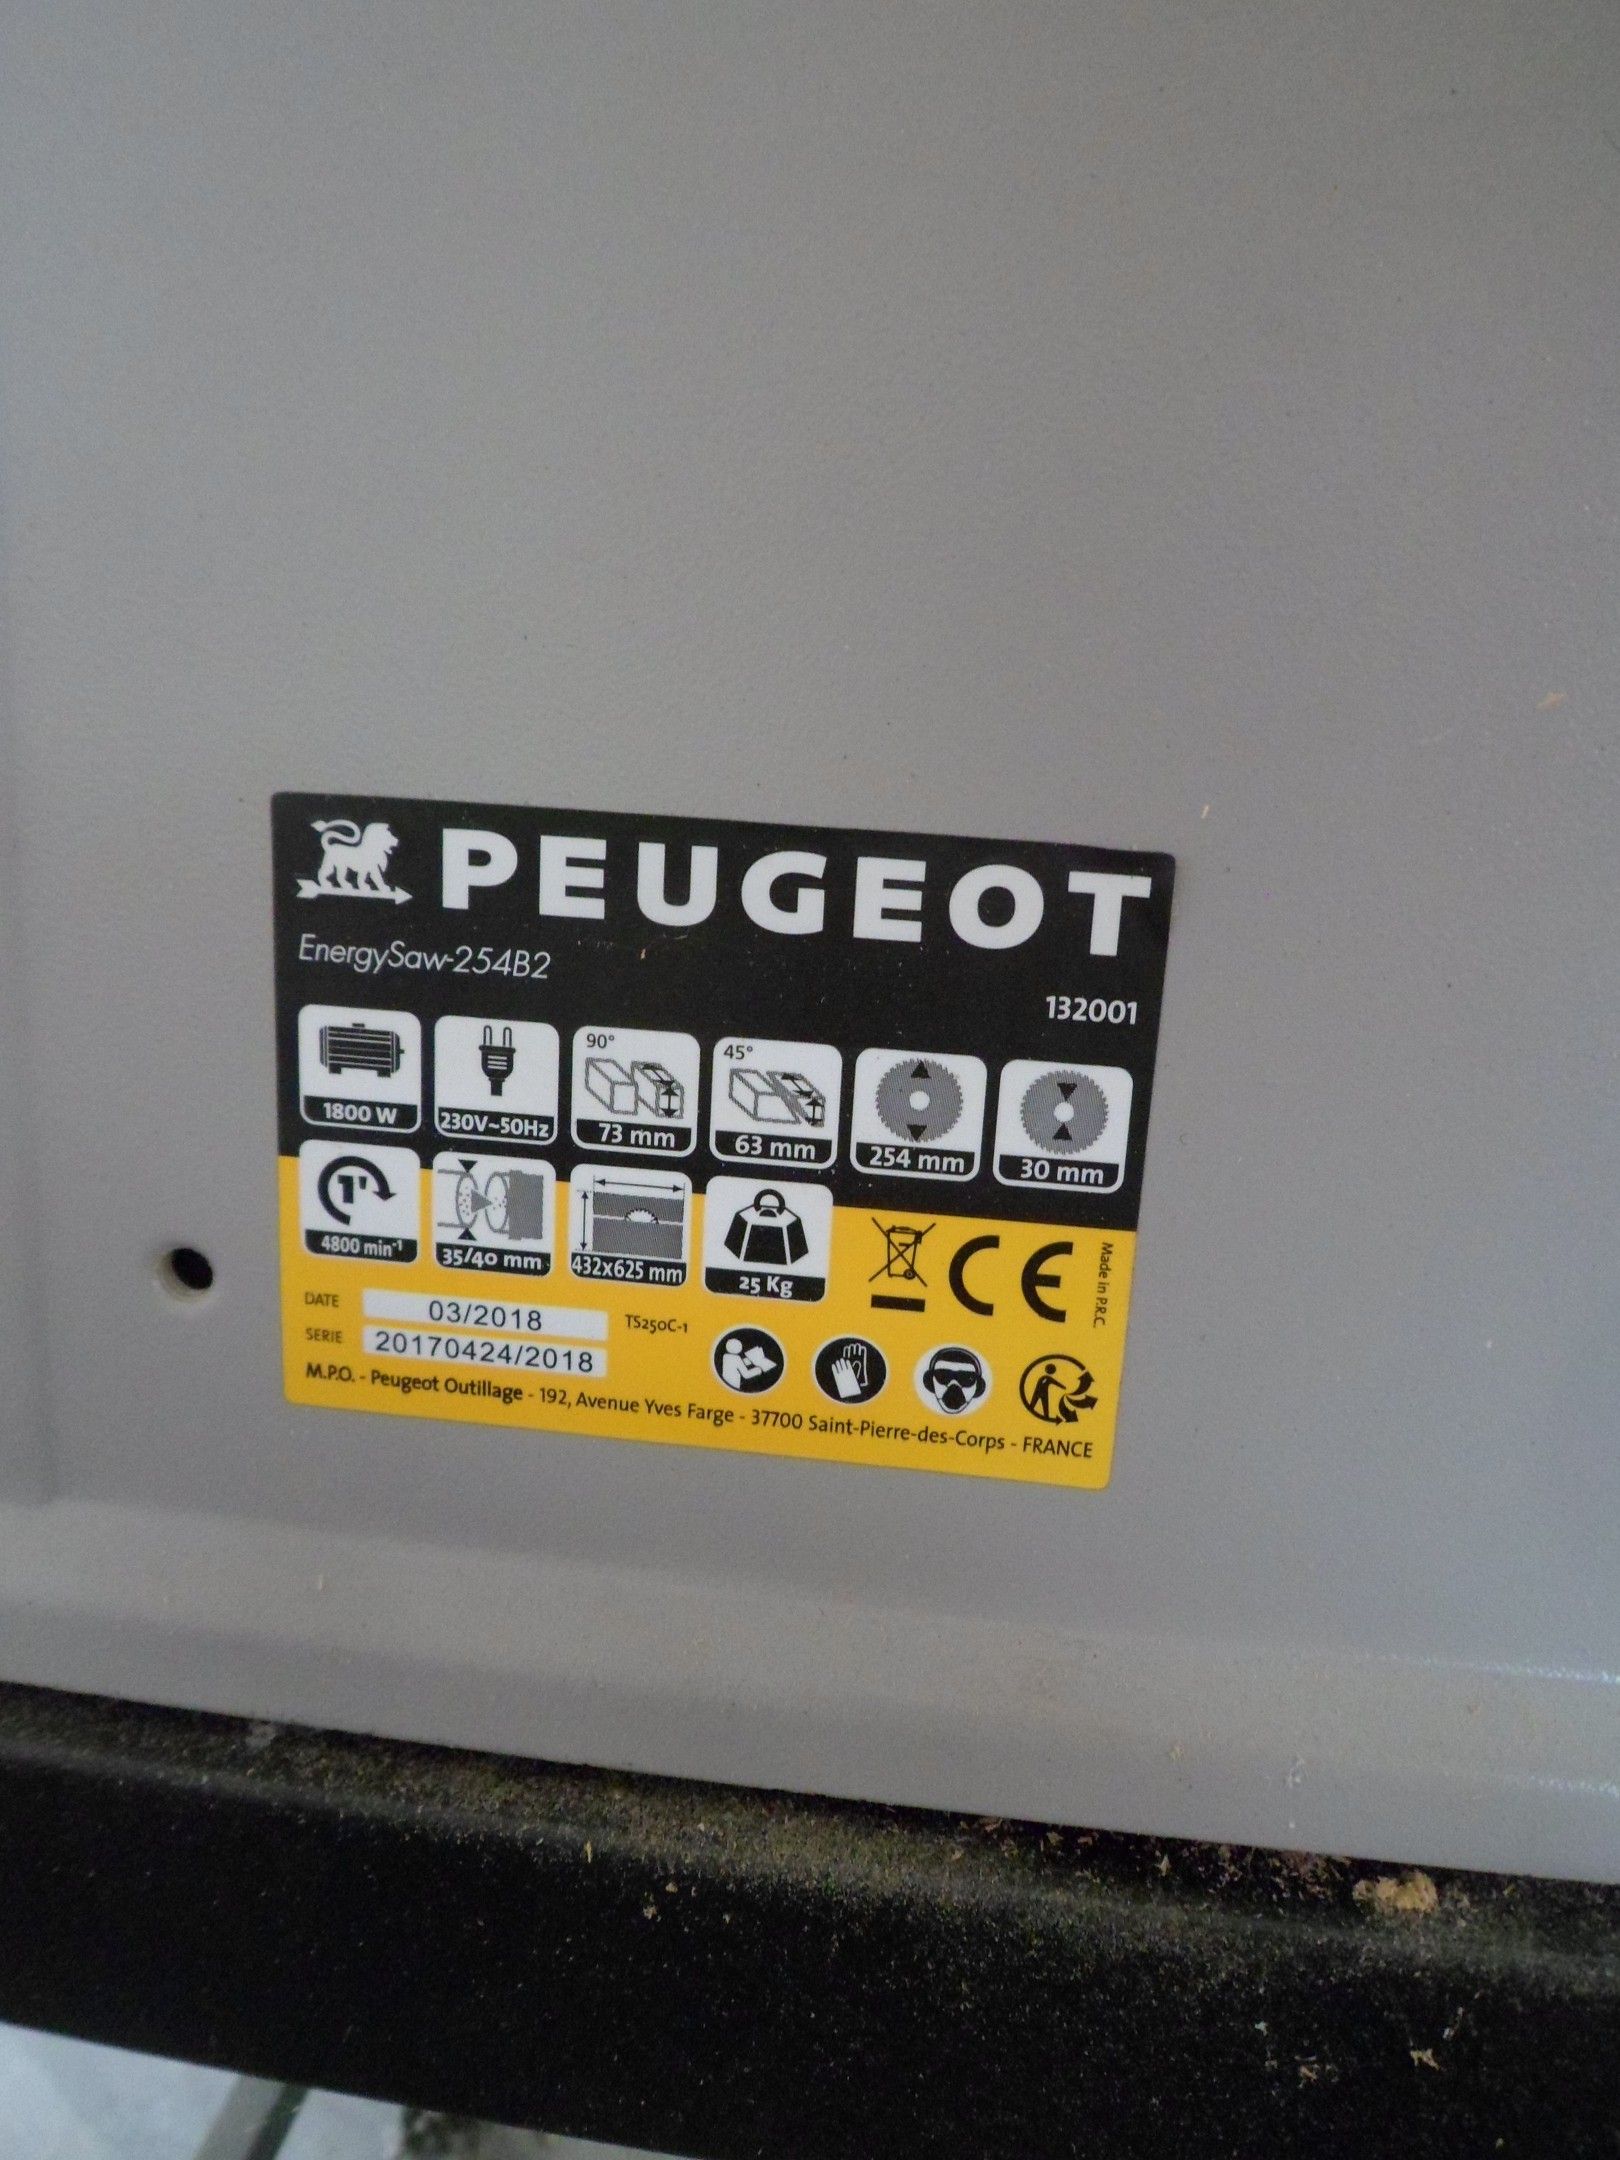 PEUGEOT
EnergySaw-254B2
132001
90°
45°
1800 W
230V~50Hz
73 mm
63 mm
254 mm
30 mm
1'
4800 min-1
35/40 mm
432x625 mm
25 Kg
CE
Made in P.R.C.
DATE 03/2018 TS250C-1
SERIE 20170424/2018
M.P.O. - Peugeot Outillage - 192, Avenue Yves Farge - 37700 Saint-Pierre-des-Corps - FRANCE